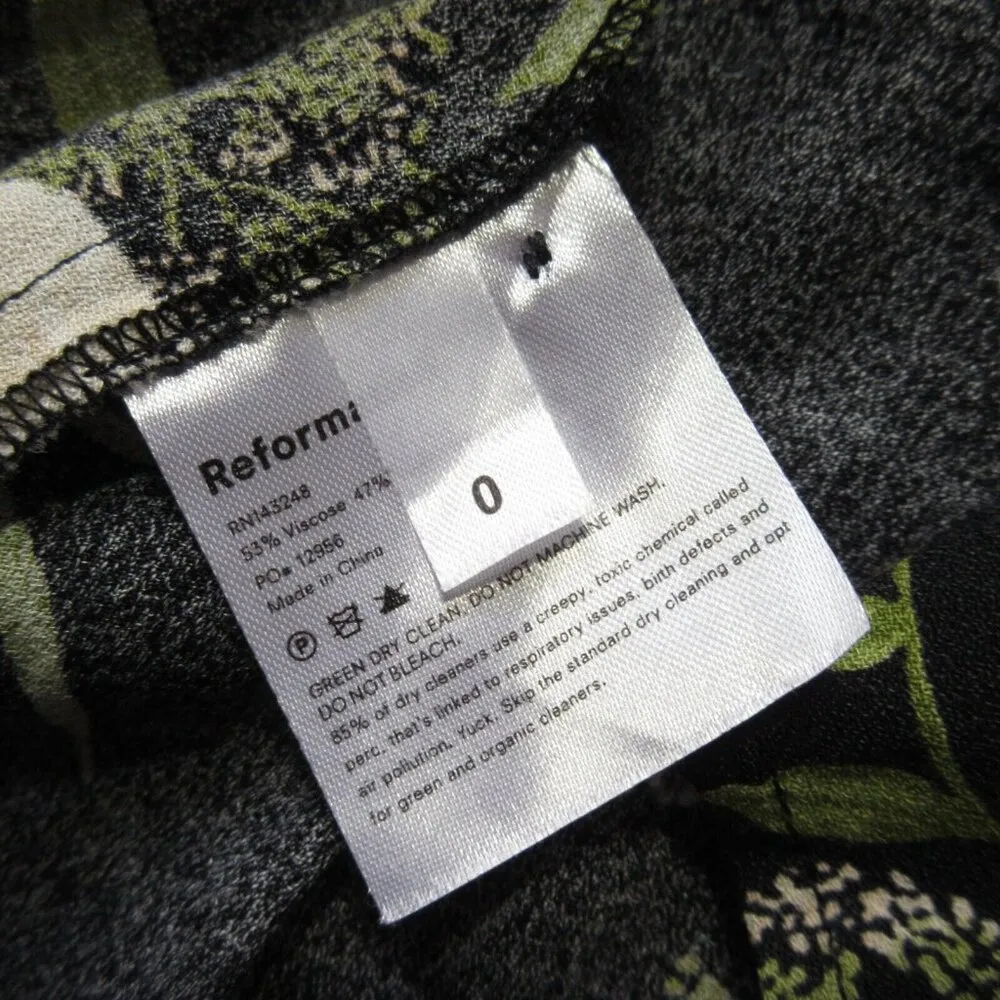 Reform
RN143248
53% Viscose 47%
PO# 12956
Made in China
0
P
GREEN DRY CLEAN. DO NOT MACHINE WASH.
DO NOT BLEACH.
85% of dry cleaners use a creepy, toxic chemical called
perc, that's linked to respiratory issues, birth defects and
air pollution. Yuck. Skip the standard dry cleaning and opt
for green and organic cleaners.